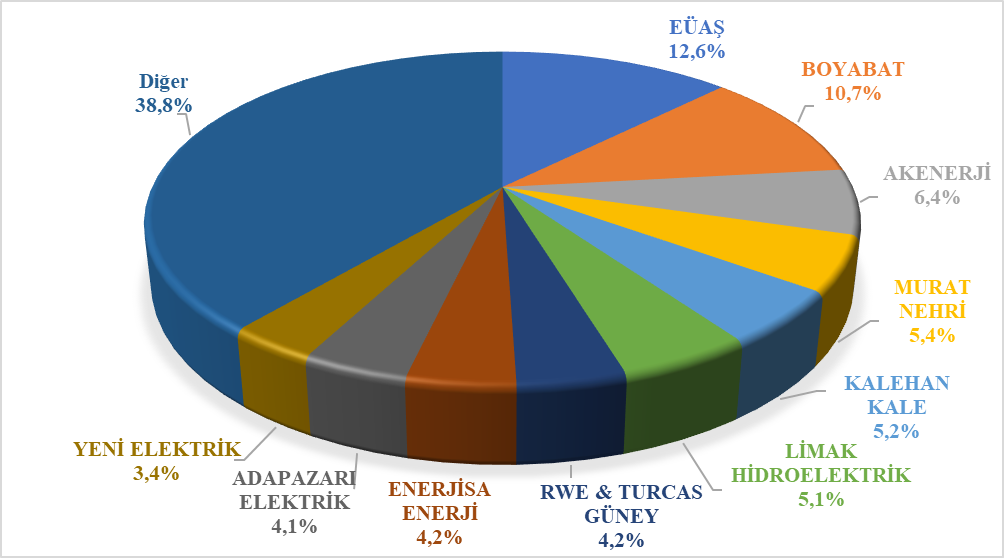 EÜAŞ
12,6%
BOYABAT
10,7%
AKENERJİ
6,4%
MURAT
NEHRİ
5,4%
KALEHAN
KALE
5,2%
LİMAK
HİDROELEKTRİK
5,1%
RWE & TURCAS
GÜNEY
4,2%
ENERJİSA
ENERJİ
4,2%
ADAPAZARI
ELEKTRİK
4,1%
YENİ ELEKTRİK
3,4%
Diğer
38,8%